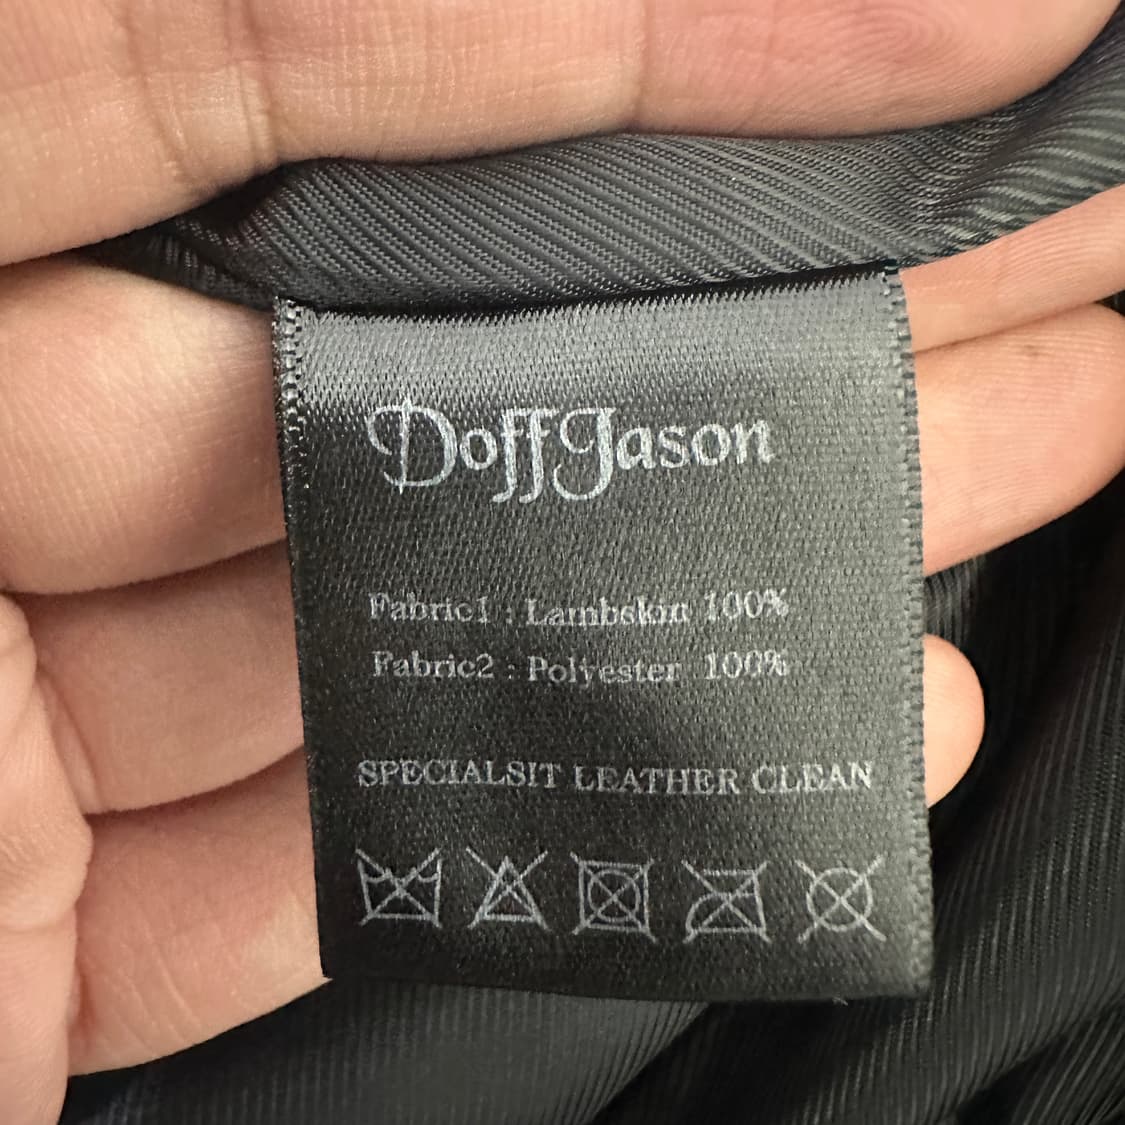 DoffJason
Fabric1 : Lambskin 100%
Fabric2 : Polyester 100%
SPECIALSIT LEATHER CLEAN